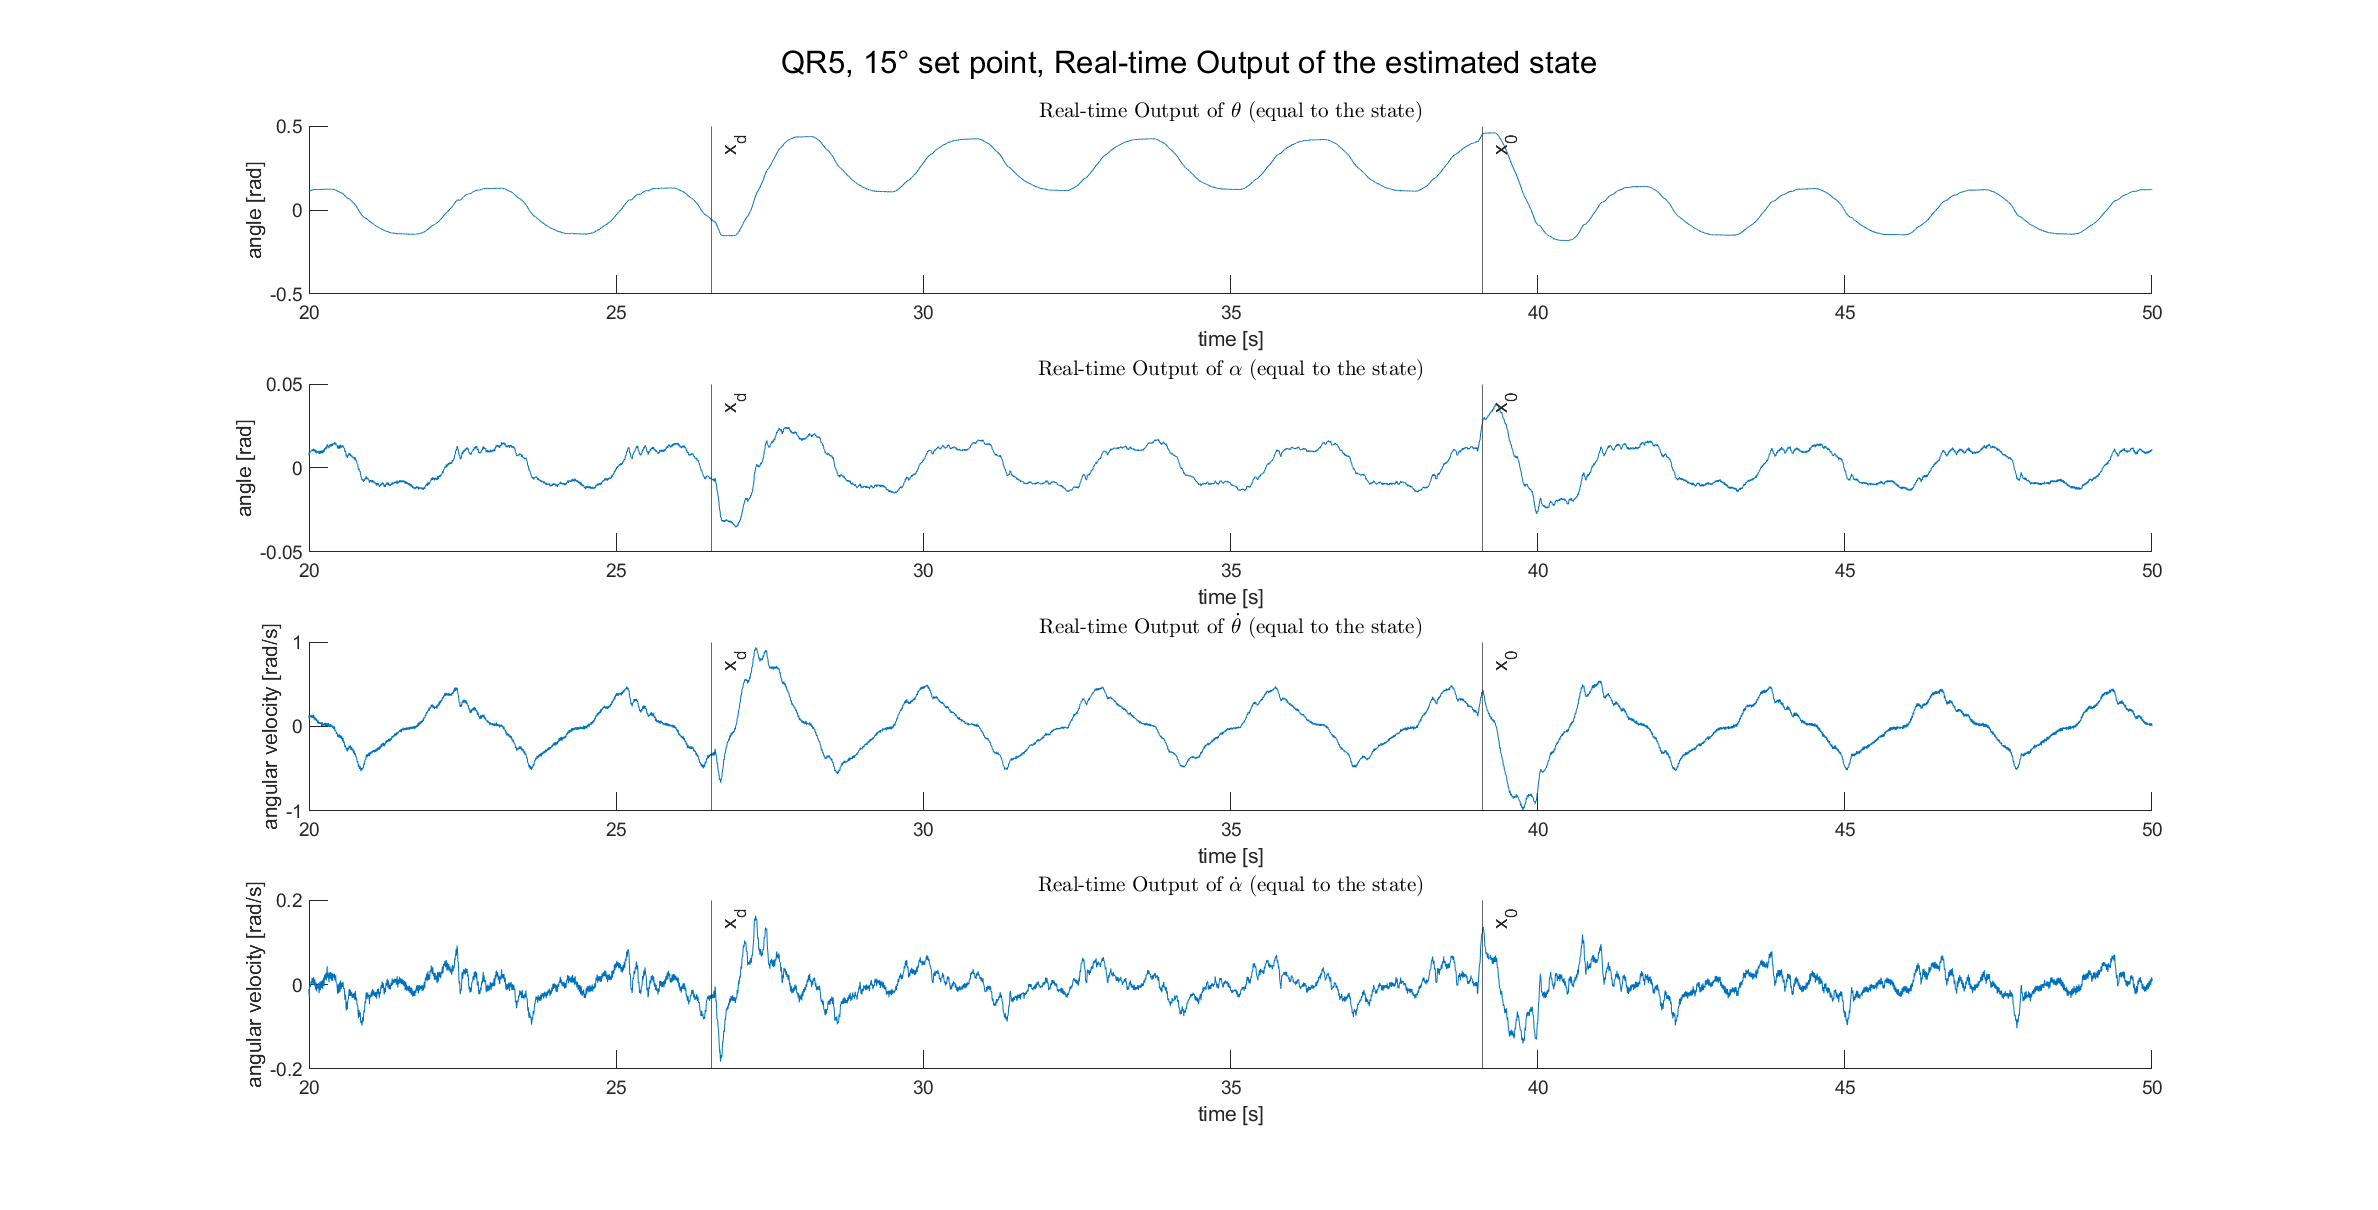 QR5, 15° set point, Real-time Output of the estimated state
Real-time Output of θ (equal to the state)
0.5
0
-0.5
angle [rad]
x_d
x_0
20 25 30 35 40 45 50
time [s]
Real-time Output of α (equal to the state)
0.05
0
-0.05
angle [rad]
x_d
x_0
20 25 30 35 40 45 50
time [s]
Real-time Output of θ̇ (equal to the state)
1
0
-1
angular velocity [rad/s]
x_d
x_0
20 25 30 35 40 45 50
time [s]
Real-time Output of α̇ (equal to the state)
0.2
0
-0.2
angular velocity [rad/s]
x_d
x_0
20 25 30 35 40 45 50
time [s]